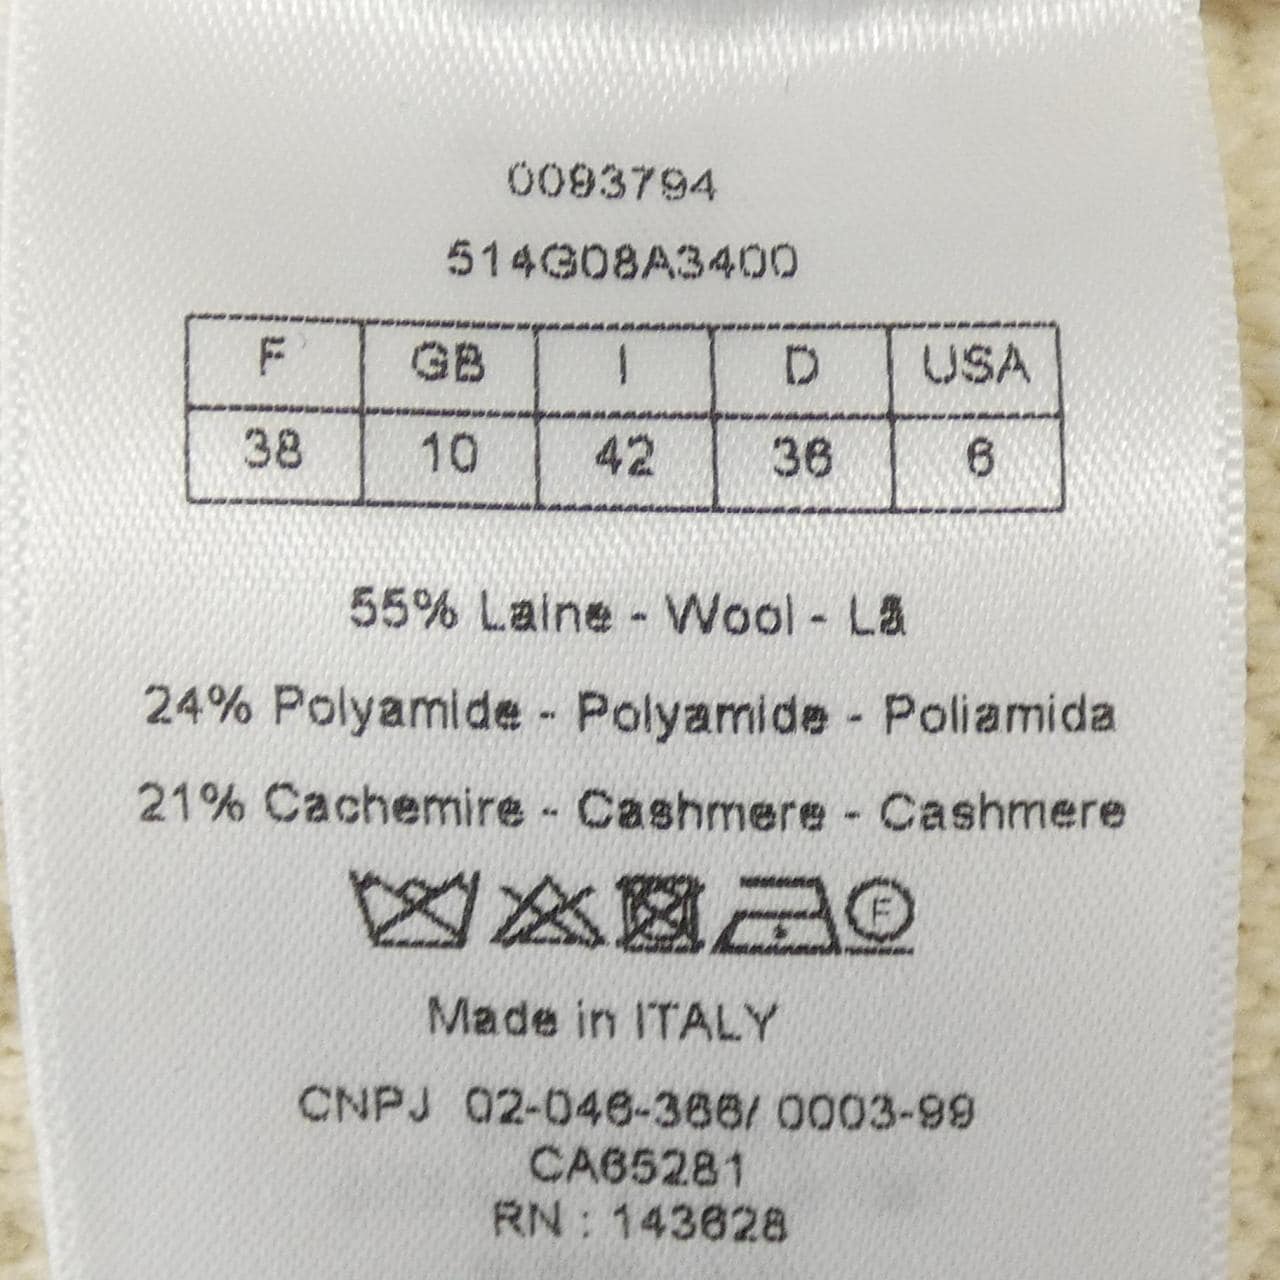 0093794
514G08A3400
F GB I D USA
38 10 42 36 6
55% Laine - Wool - Lã
24% Polyamide - Polyamide - Poliamida
21% Cachemire - Cashmere - Cashmere
F
Made in ITALY
CNPJ 02-046-366/ 0003-99
CA65281
RN : 143628